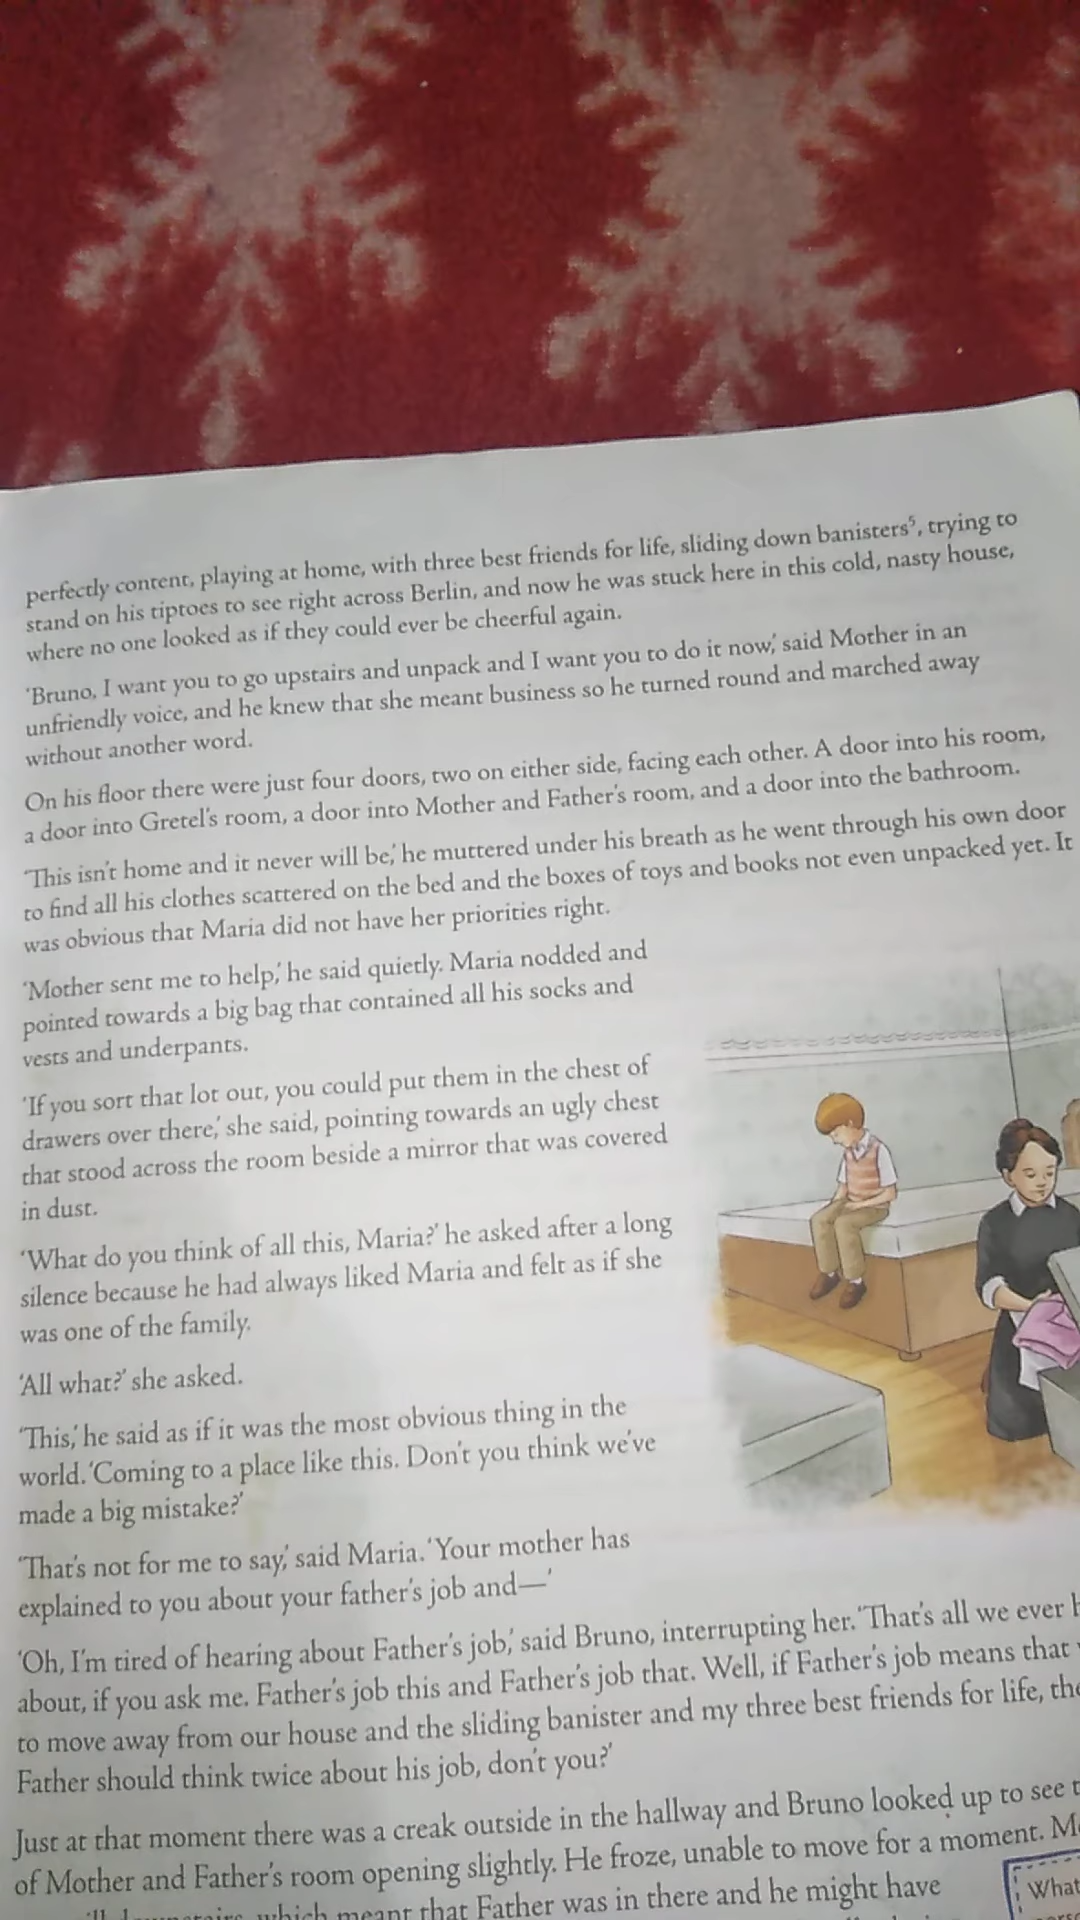 perfectly content, playing at home, with three best friends for life, sliding down banisters⁵, trying to
stand on his tiptoes to see right across Berlin, and now he was stuck here in this cold, nasty house,
where no one looked as if they could ever be cheerful again.
‘Bruno, I want you to go upstairs and unpack and I want you to do it now,’ said Mother in an
unfriendly voice, and he knew that she meant business so he turned round and marched away
without another word.
On his floor there were just four doors, two on either side, facing each other. A door into his room,
a door into Gretel's room, a door into Mother and Father's room, and a door into the bathroom.
‘This isn't home and it never will be,’ he muttered under his breath as he went through his own door
to find all his clothes scattered on the bed and the boxes of toys and books not even unpacked yet. It
was obvious that Maria did not have her priorities right.
‘Mother sent me to help,’ he said quietly. Maria nodded and
pointed towards a big bag that contained all his socks and
vests and underpants.
‘If you sort that lot out, you could put them in the chest of
drawers over there,’ she said, pointing towards an ugly chest
that stood across the room beside a mirror that was covered
in dust.
‘What do you think of all this, Maria?’ he asked after a long
silence because he had always liked Maria and felt as if she
was one of the family.
‘All what?’ she asked.
‘This,’ he said as if it was the most obvious thing in the
world. ‘Coming to a place like this. Don't you think we've
made a big mistake?’
‘That's not for me to say,’ said Maria. ‘Your mother has
explained to you about your father's job and—’
‘Oh, I'm tired of hearing about Father's job,’ said Bruno, interrupting her. ‘That's all we ever
about, if you ask me. Father's job this and Father's job that. Well, if Father's job means that
to move away from our house and the sliding banister and my three best friends for life,
Father should think twice about his job, don't you?’
Just at that moment there was a creak outside in the hallway and Bruno looked up to see
of Mother and Father's room opening slightly. He froze, unable to move for a moment.
which meant that Father was in there and he might have
What